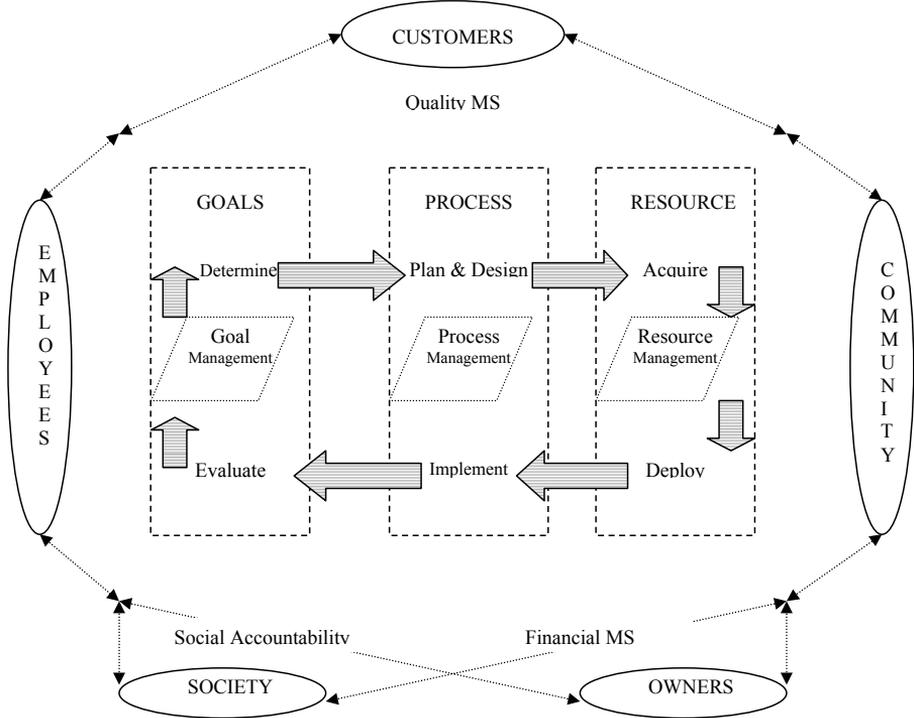 CUSTOMERS
Quality MS
GOALS PROCESS RESOURCE
Determine Plan & Design Acquire
EMPLOYEES
COMMUNITY
Goal Process Resource
Management Management Management
Evaluate Implement Deploy
Social Accountability Financial MS
SOCIETY OWNERS